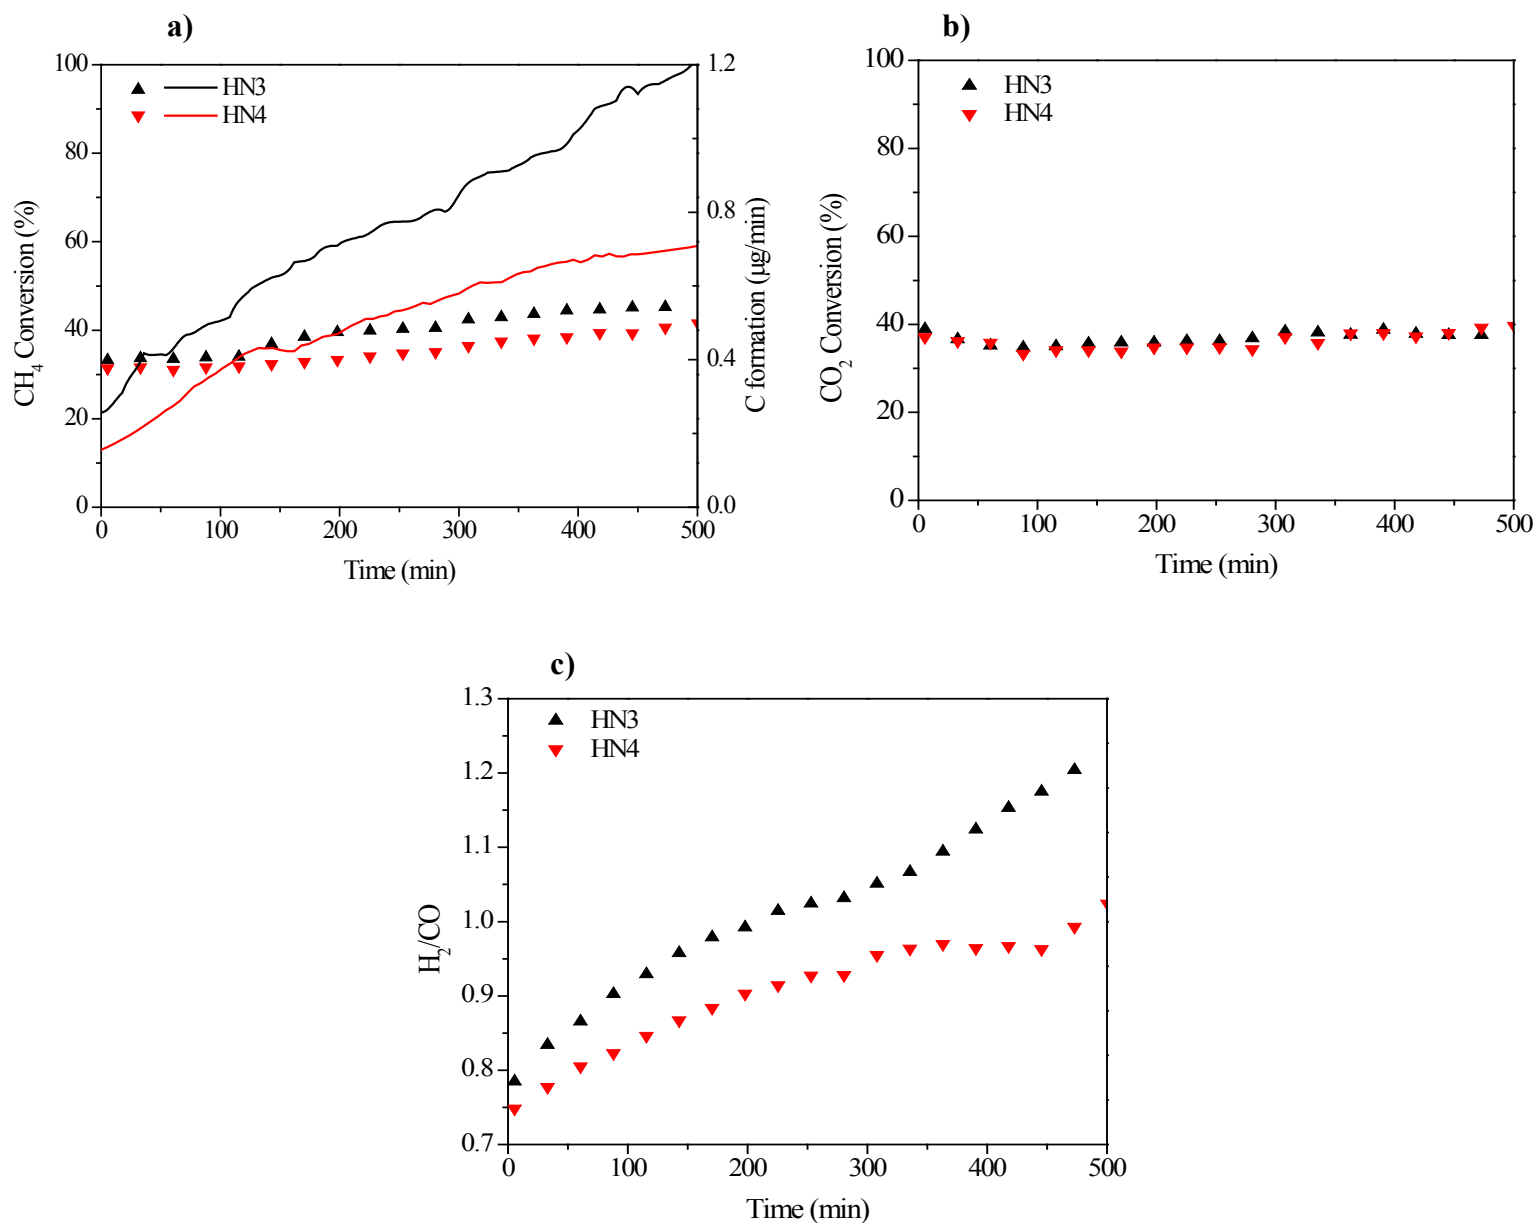 a)
100
80
60
40
20
0
CH4 Conversion (%)
HN3
HN4
1.2
0.8
0.4
0.0
C formation (μg/min)
0 100 200 300 400 500
Time (min)
b)
100
80
60
40
20
0
CO2 Conversion (%)
HN3
HN4
0 100 200 300 400 500
Time (min)
c)
1.3
1.2
1.1
1.0
0.9
0.8
0.7
H2/CO
HN3
HN4
0 100 200 300 400 500
Time (min)